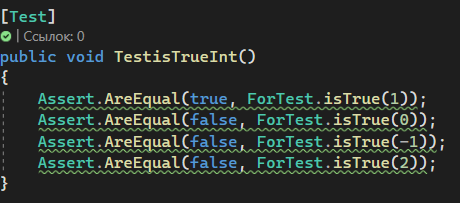 [Test]
| Ссылок: 0
public void TestisTrueInt()
{
Assert.AreEqual(true, ForTest.isTrue(1));
Assert.AreEqual(false, ForTest.isTrue(0));
Assert.AreEqual(false, ForTest.isTrue(-1));
Assert.AreEqual(false, ForTest.isTrue(2));
}